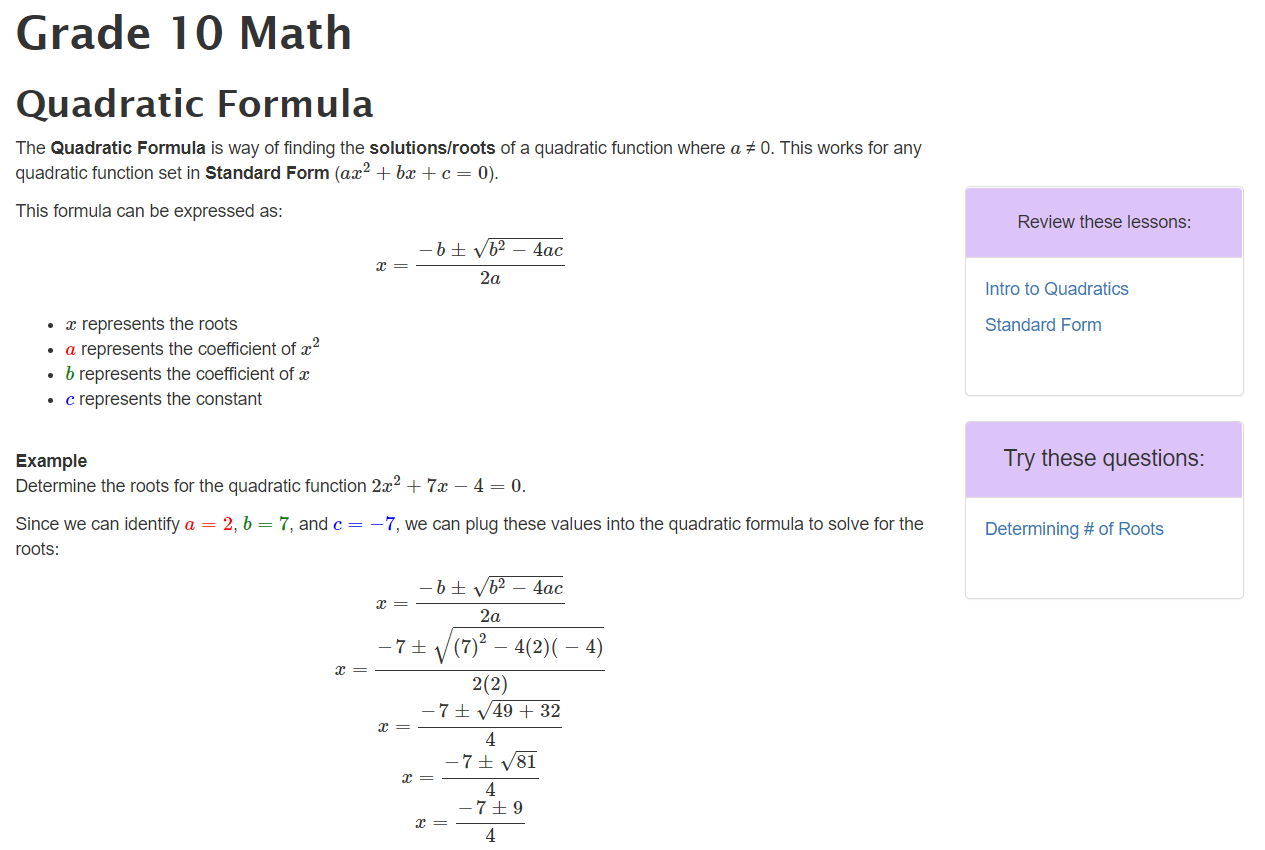 Grade 10 Math
Quadratic Formula
The Quadratic Formula is way of finding the solutions/roots of a quadratic function where a ≠ 0. This works for any
quadratic function set in Standard Form (ax² + bx + c = 0).
This formula can be expressed as:
x = (−b ± √(b² − 4ac)) / 2a
• x represents the roots
• a represents the coefficient of x²
• b represents the coefficient of x
• c represents the constant
Example
Determine the roots for the quadratic function 2x² + 7x − 4 = 0.
Since we can identify a = 2, b = 7, and c = −7, we can plug these values into the quadratic formula to solve for the
roots:
x = (−b ± √(b² − 4ac)) / 2a
x = (−7 ± √((7)² − 4(2)( − 4))) / 2(2)
x = (−7 ± √(49 + 32)) / 4
x = (−7 ± √81) / 4
x = (−7 ± 9) / 4
Review these lessons:
Intro to Quadratics
Standard Form
Try these questions:
Determining # of Roots